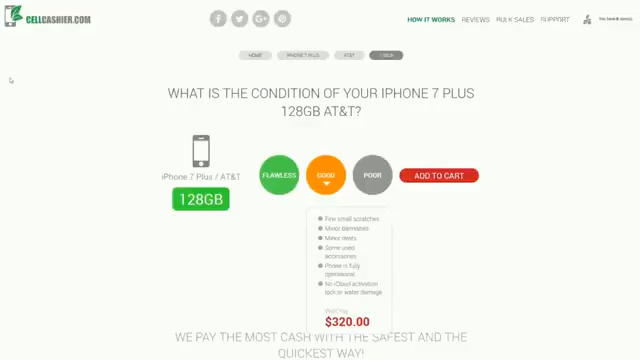 CELLCASHIER.COM
HOW IT WORKS REVIEWS BULK SALES SUPPORT
HOME IPHONE 7 PLUS AT&T
WHAT IS THE CONDITION OF YOUR IPHONE 7 PLUS
128GB AT&T?
iPhone 7 Plus / AT&T
128GB
FLAWLESS
GOOD
POOR
ADD TO CART
Few small scratches
Minor blemishes
Minor dents
Some used
accessories
Phone is fully
operational
No iCloud activation
lock or water damage
$320.00
WE PAY THE MOST CASH WITH THE SAFEST AND THE
QUICKEST WAY!